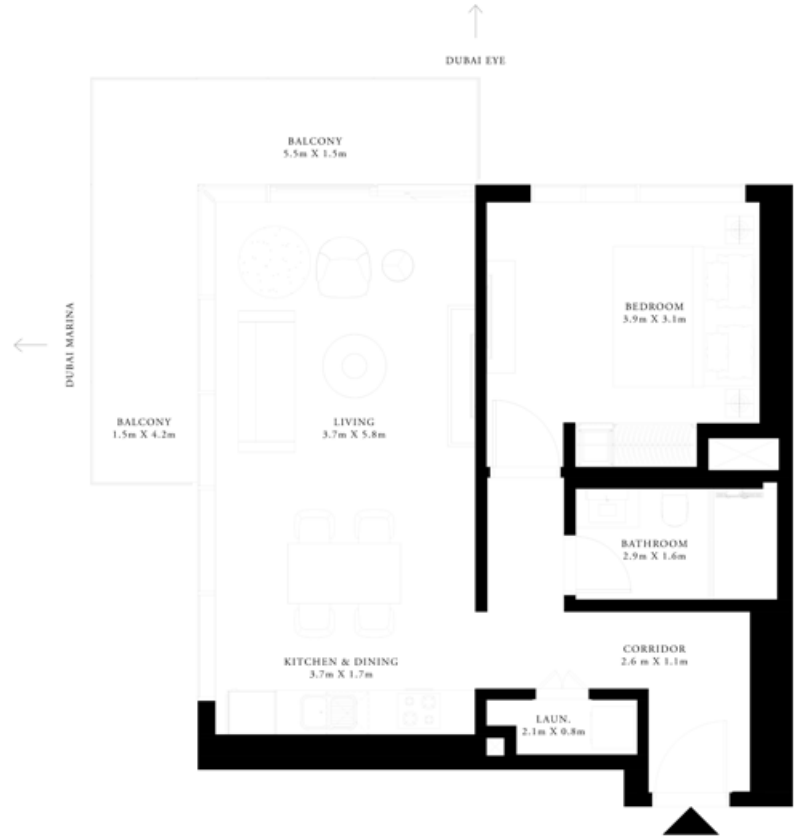 DUBAI EYE
BALCONY
5.5m X 1.5m
BEDROOM
3.9m X 3.1m
DUBAI MARINA
BALCONY
1.5m X 4.2m
LIVING
3.7m X 5.8m
BATHROOM
2.9m X 1.6m
KITCHEN & DINING
3.7m X 1.7m
CORRIDOR
2.6 m X 1.1m
LAUN.
2.1m X 0.8m